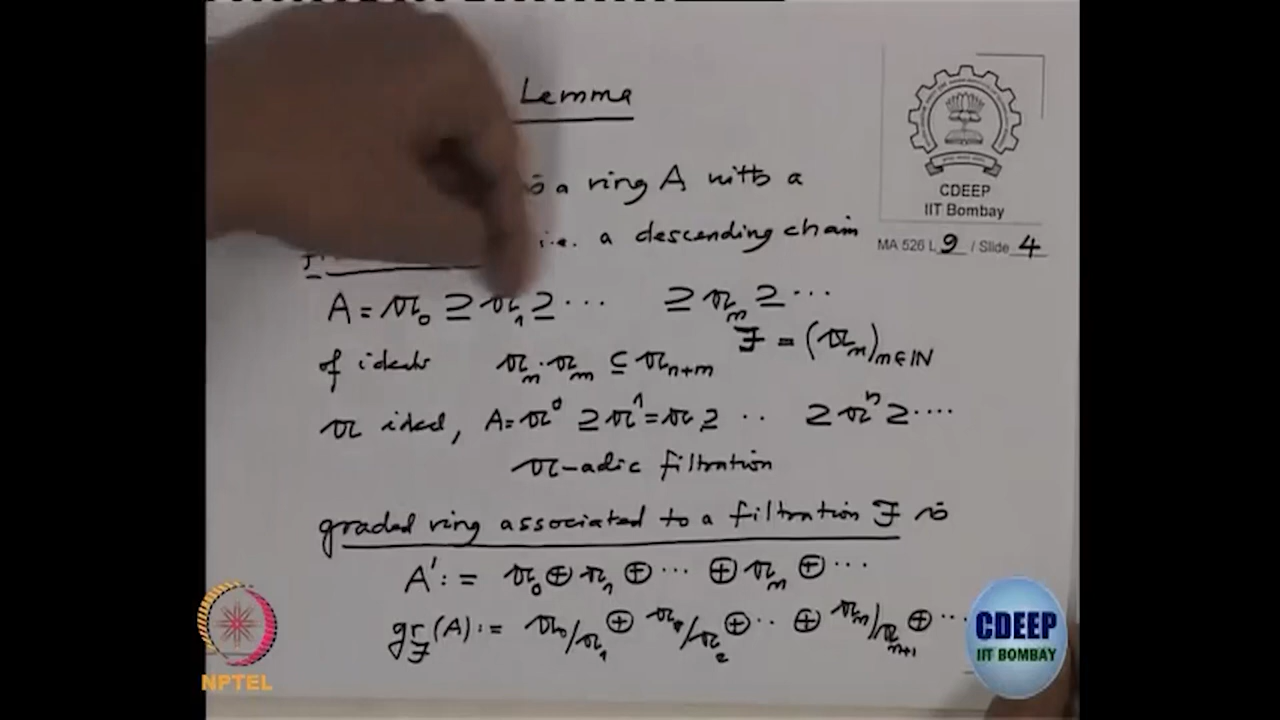 Lemma
is a ring A with a
i.e. a descending chain
A = 𝔞₀ ⊇ 𝔞₁ ⊇ ··· ⊇ 𝔞ₘ ⊇ ···
of ideals 𝔞ₙ·𝔞ₘ ⊆ 𝔞ₙ₊ₘ ℱ = (𝔞ₘ)ₘ∈ℕ
𝔞 ideal, A = 𝔞⁰ ⊇ 𝔞¹ = 𝔞 ⊇ ·· ⊇ 𝔞ⁿ ⊇ ····
𝔞-adic filtration
graded ring associated to a filtration ℱ is
A' := 𝔞₀ ⊕ 𝔞₁ ⊕ ··· ⊕ 𝔞ₘ ⊕ ···
gr_ℱ(A) := 𝔞₀/𝔞₁ ⊕ 𝔞₁/𝔞₂ ⊕ ·· ⊕ 𝔞ₘ/𝔞ₘ₊₁ ⊕ ···
CDEEP
IIT Bombay
MA 526 L 9 / Slide 4
NPTEL
CDEEP
IIT BOMBAY